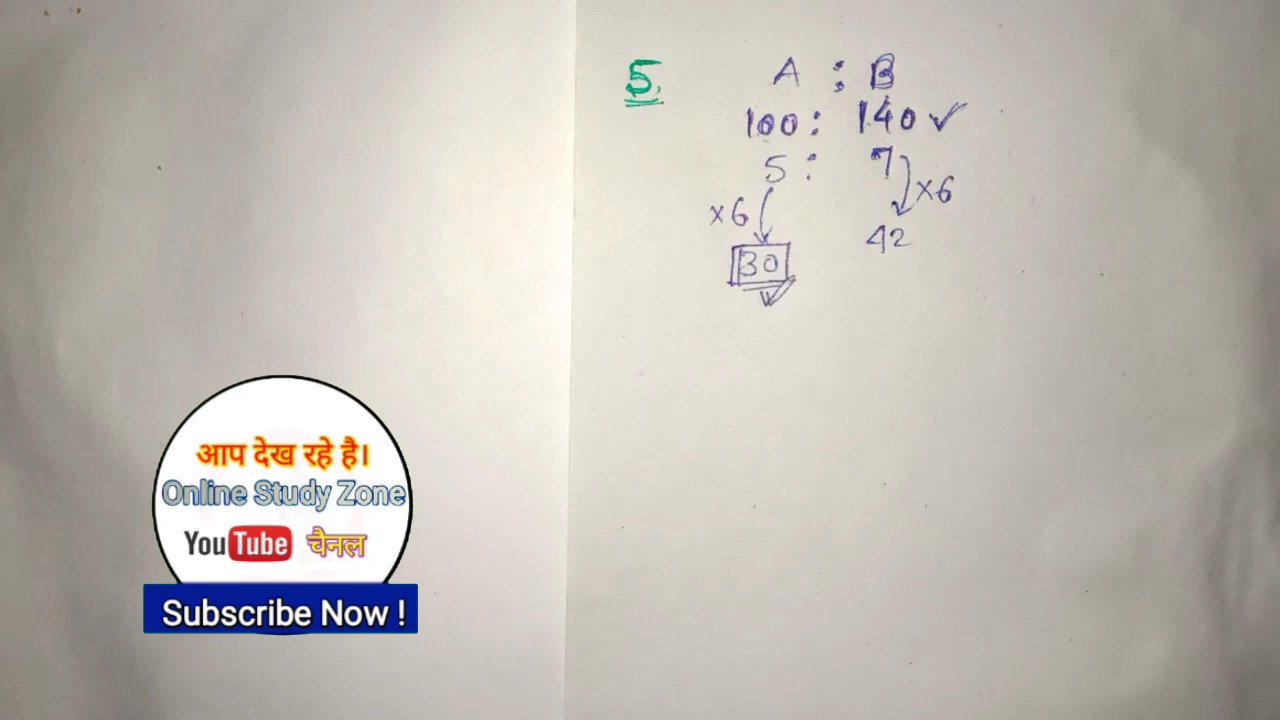 5 A : B
100 : 140 ✓
5 : 7
×6 ×6
42
30
आप देख रहे है।
Online Study Zone
YouTube चैनल
Subscribe Now !